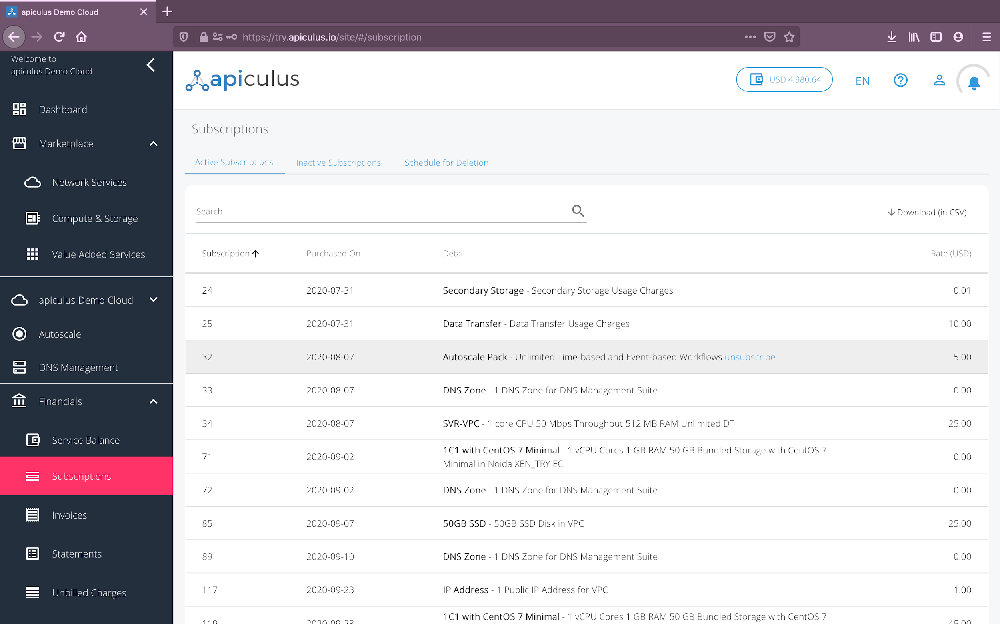 apiculus Demo Cloud
https://try.apiculus.io/site/#/subscription
Welcome to
apiculus Demo Cloud
Dashboard
Marketplace
Network Services
Compute & Storage
Value Added Services
apiculus Demo Cloud
Autoscale
DNS Management
Financials
Service Balance
Subscriptions
Invoices
Statements
Unbilled Charges
apiculus
USD 4,980.64
EN
Subscriptions
Active Subscriptions Inactive Subscriptions Schedule for Deletion
Search
Download (in CSV)
Subscription Purchased On Detail Rate (USD)
24 2020-07-31 Secondary Storage - Secondary Storage Usage Charges 0.01
25 2020-07-31 Data Transfer - Data Transfer Usage Charges 10.00
32 2020-08-07 Autoscale Pack - Unlimited Time-based and Event-based Workflows unsubscribe 5.00
33 2020-08-07 DNS Zone - 1 DNS Zone for DNS Management Suite 0.00
34 2020-08-07 SVR-VPC - 1 core CPU 50 Mbps Throughput 512 MB RAM Unlimited DT 25.00
71 2020-09-02 1C1 with CentOS 7 Minimal - 1 vCPU Cores 1 GB RAM 50 GB Bundled Storage with CentOS 7 0.00
Minimal in Noida XEN_TRY EC
72 2020-09-02 DNS Zone - 1 DNS Zone for DNS Management Suite 0.00
85 2020-09-07 50GB SSD - 50GB SSD Disk in VPC 25.00
89 2020-09-10 DNS Zone - 1 DNS Zone for DNS Management Suite 0.00
117 2020-09-23 IP Address - 1 Public IP Address for VPC 1.00
119 2020-09-23 1C1 with CentOS 7 Minimal - 1 vCPU Cores 1 GB RAM 50 GB Bundled Storage with CentOS 7 45.00